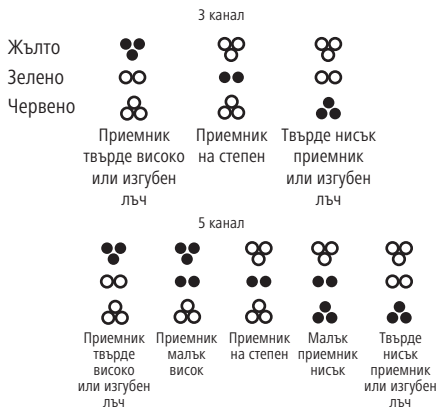 3 канал
Жълто
Зелено
Червено
Приемник твърде високо или изгубен лъч
Приемник на степен
Твърде нисък приемник или изгубен лъч
5 канал
Приемник твърде високо или изгубен лъч
Приемник малък висок
Приемник на степен
Малък приемник нисък
Твърде нисък приемник или изгубен лъч